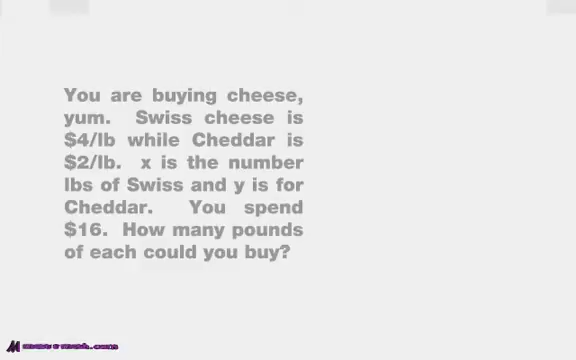 You are buying cheese,
yum. Swiss cheese is
$4/lb while Cheddar is
$2/lb. x is the number
lbs of Swiss and y is for
Cheddar. You spend
$16. How many pounds
of each could you buy?